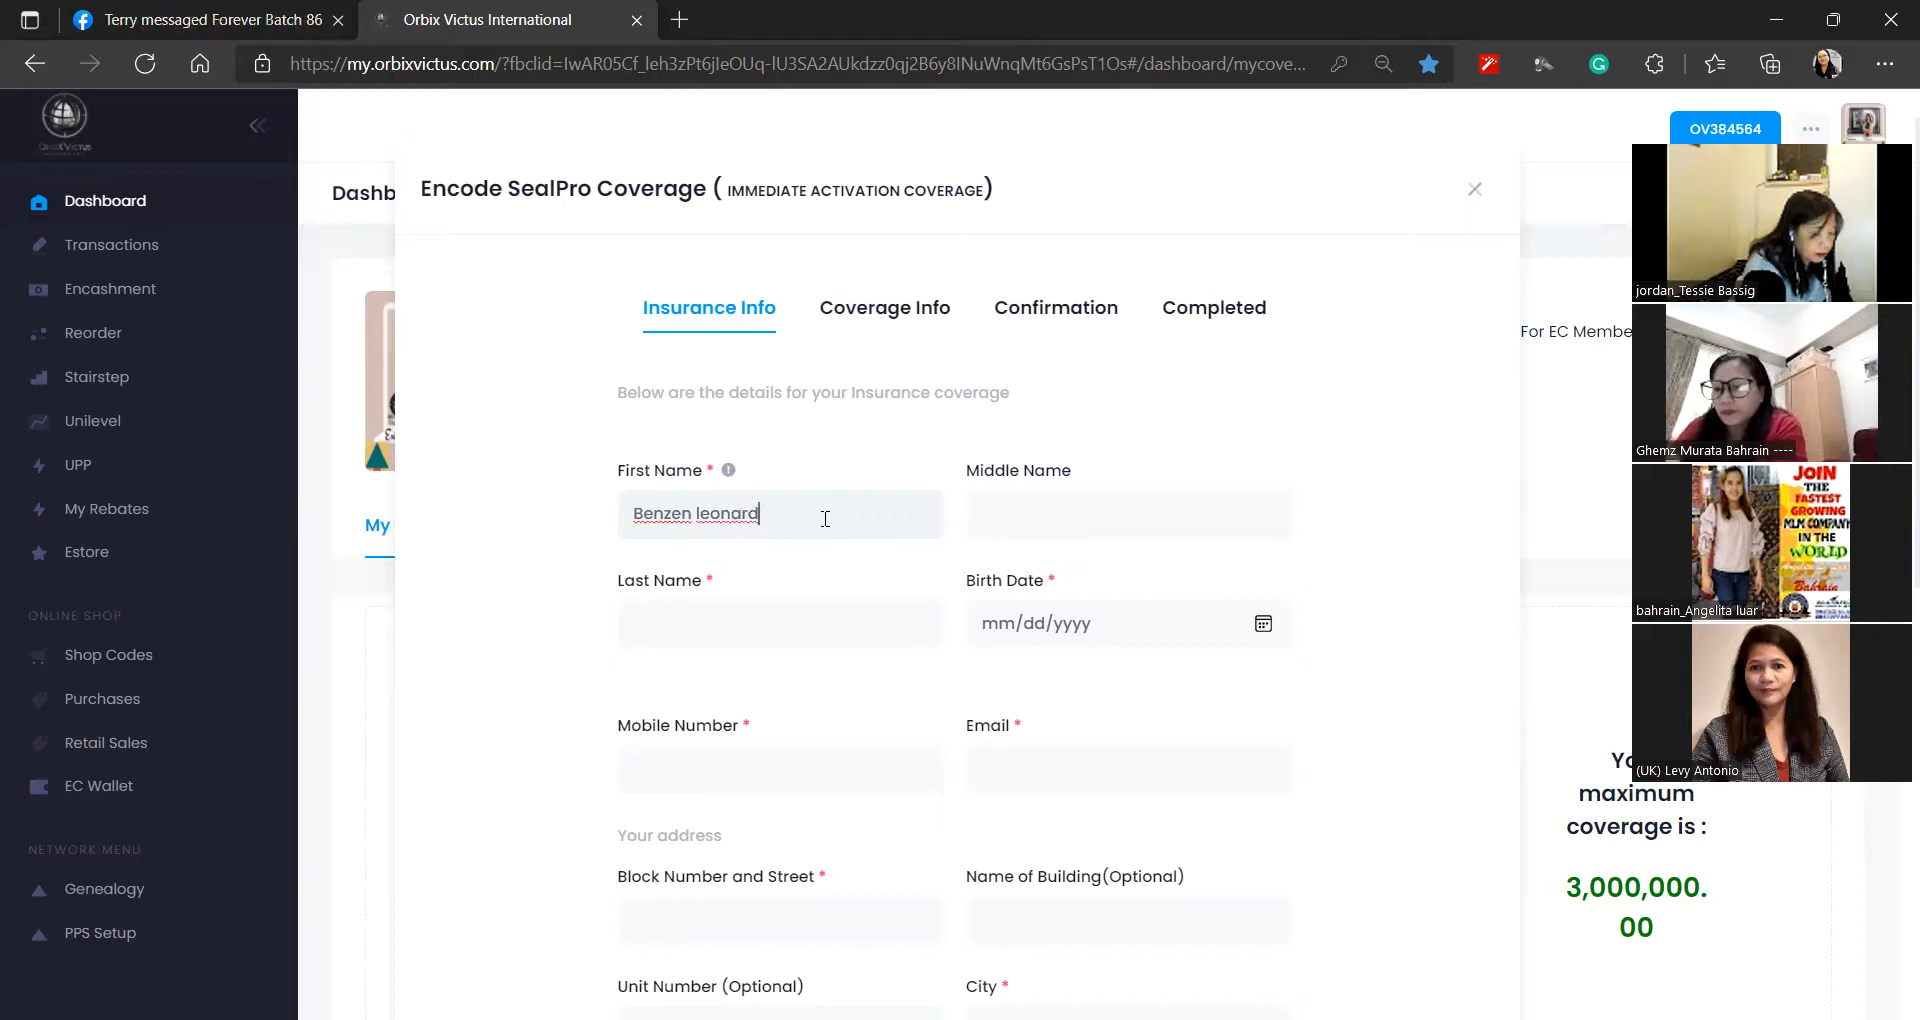 Terry messaged Forever Batch 86
Orbix Victus International
https://my.orbixvictus.com/?fbclid=IwAR05Cf_leh3zPt6jIeOUq-lU3SA2AUkdzz0qj2B6y8INuWnqMt6GsPsT1Os#/dashboard/mycove...
OV384564
Dashboard
Transactions
Encashment
Reorder
Stairstep
Unilevel
UPP
My Rebates
Estore
ONLINE SHOP
Shop Codes
Purchases
Retail Sales
EC Wallet
NETWORK MENU
Genealogy
PPS Setup
Dashb
My
Encode SealPro Coverage ( IMMEDIATE ACTIVATION COVERAGE)
Insurance Info Coverage Info Confirmation Completed
Below are the details for your Insurance coverage
First Name * Middle Name
Benzen leonard
Last Name * Birth Date *
mm/dd/yyyy
Mobile Number * Email *
Your address
Block Number and Street * Name of Building(Optional)
Unit Number (Optional) City *
For EC Membe
jordan_Tessie Bassig
Ghemz Murata Bahrain ----
JOIN
THE
FASTEST
GROWING
MLM COMPANY
IN THE
WORLD
Bahrain
bahrain_Angelita luar
(UK) Levy Antonio
Yo
maximum
coverage is :
3,000,000.
00